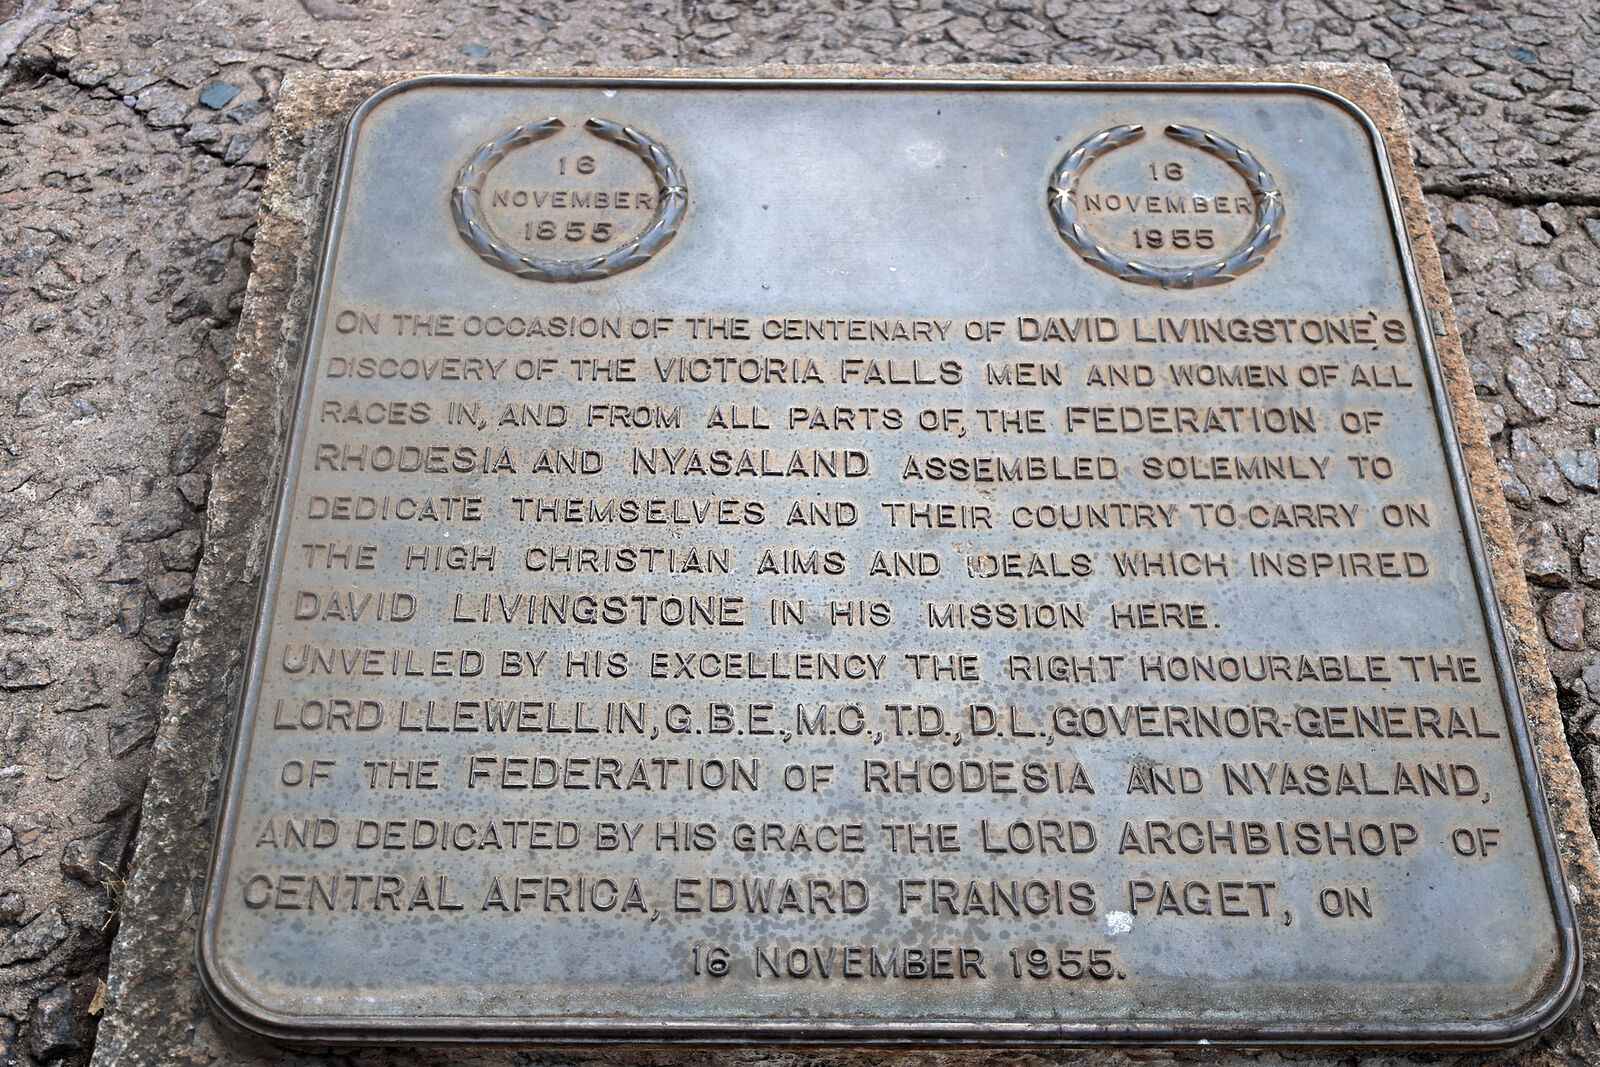 16
NOVEMBER
1855
16
NOVEMBER
1955
ON THE OCCASION OF THE CENTENARY OF DAVID LIVINGSTONE'S
DISCOVERY OF THE VICTORIA FALLS MEN AND WOMEN OF ALL
RACES IN, AND FROM ALL PARTS OF, THE FEDERATION OF
RHODESIA AND NYASALAND ASSEMBLED SOLEMNLY TO
DEDICATE THEMSELVES AND THEIR COUNTRY TO CARRY ON
THE HIGH CHRISTIAN AIMS AND IDEALS WHICH INSPIRED
DAVID LIVINGSTONE IN HIS MISSION HERE.
UNVEILED BY HIS EXCELLENCY THE RIGHT HONOURABLE THE
LORD LLEWELLIN, G.B.E., M.C., T.D., D.L., GOVERNOR-GENERAL
OF THE FEDERATION OF RHODESIA AND NYASALAND,
AND DEDICATED BY HIS GRACE THE LORD ARCHBISHOP OF
CENTRAL AFRICA, EDWARD FRANCIS PAGET, ON
16 NOVEMBER 1955.